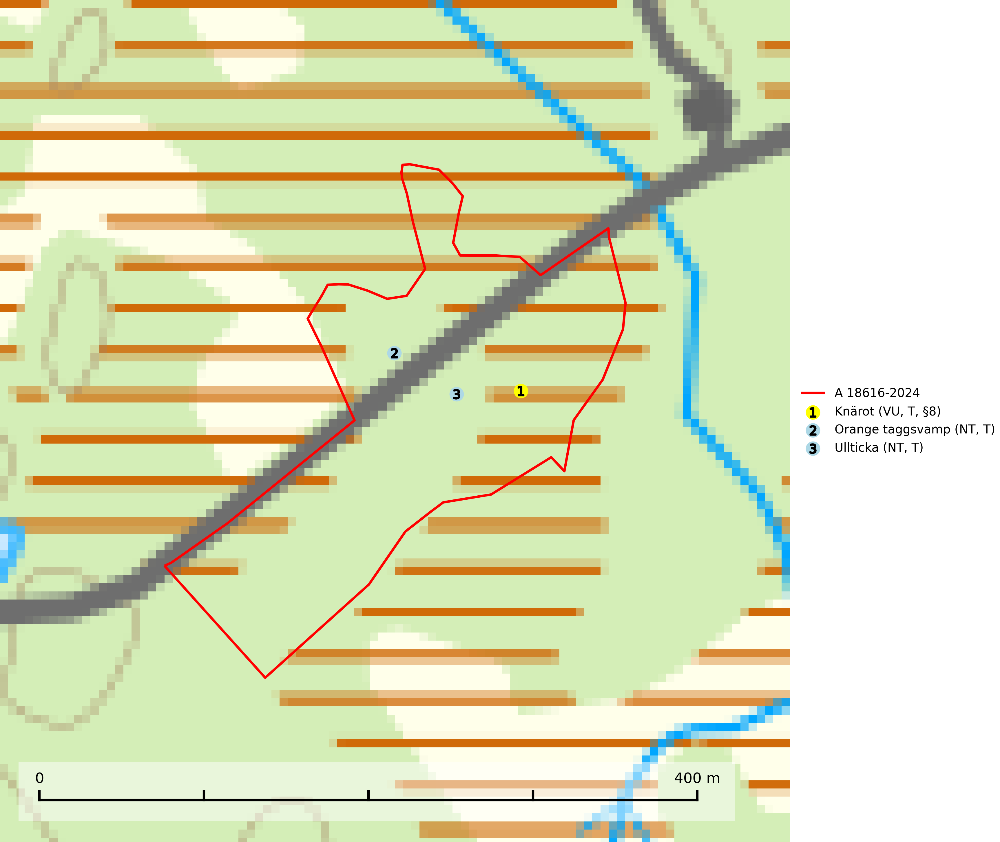 2
3
1
A 18616-2024
1 Knärot (VU, T, §8)
2 Orange taggsvamp (NT, T)
3 Ullticka (NT, T)
0 400 m